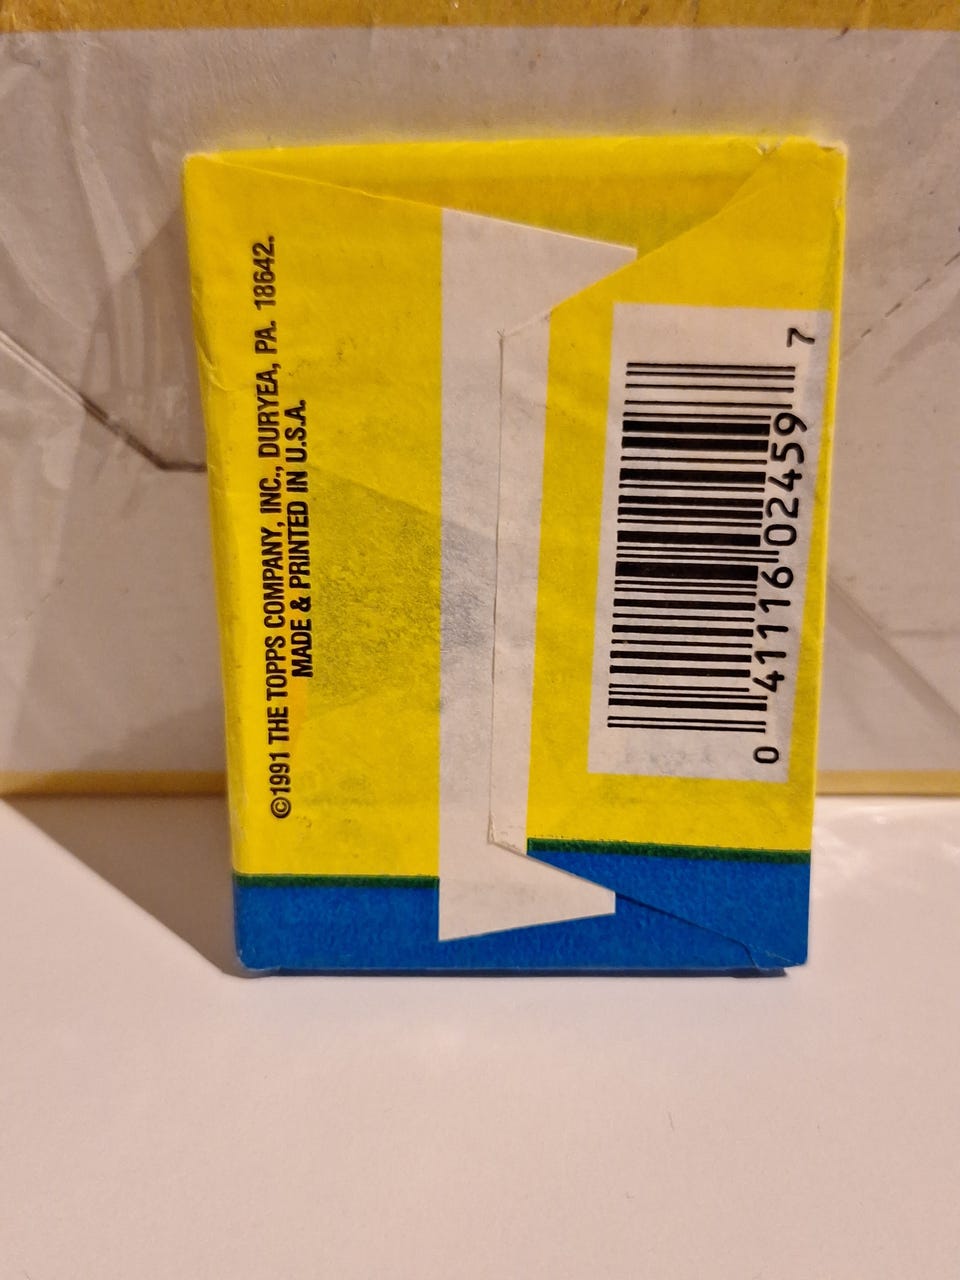 ©1991 THE TOPPS COMPANY, INC., DURYEA, PA. 18642.
MADE & PRINTED IN U.S.A.
0 41116 02459 7